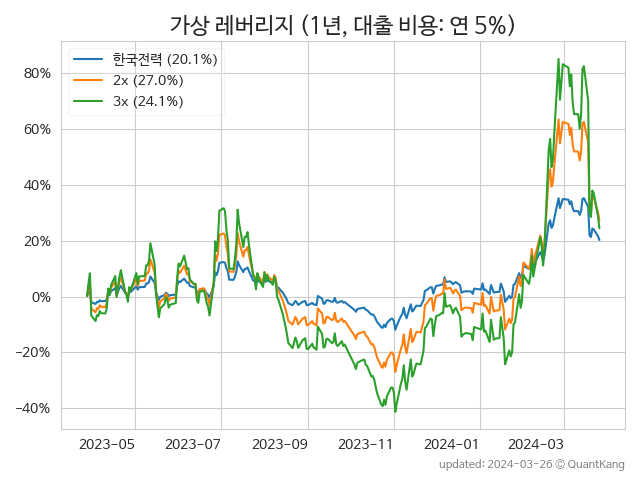 가상 레버리지 (1년, 대출 비용: 연 5%)
한국전력 (20.1%)
2x (27.0%)
3x (24.1%)
80%
60%
40%
20%
0%
−20%
−40%
2023-05
2023-07
2023-09
2023-11
2024-01
2024-03
updated: 2024-03-26 © QuantKang